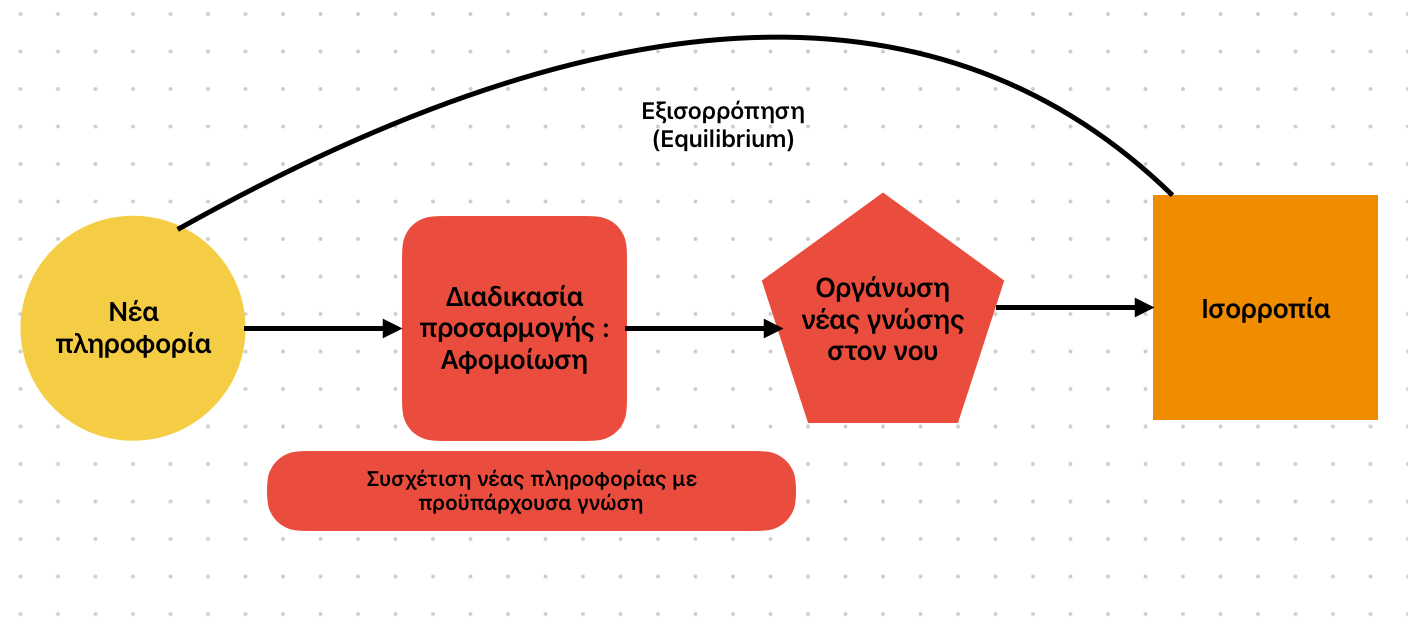 Εξισορρόπηση
(Equilibrium)
Νέα
πληροφορία
Διαδικασία
προσαρμογής :
Αφομοίωση
Οργάνωση
νέας γνώσης
στον νου
Ισορροπία
Συσχέτιση νέας πληροφορίας με
προϋπάρχουσα γνώση